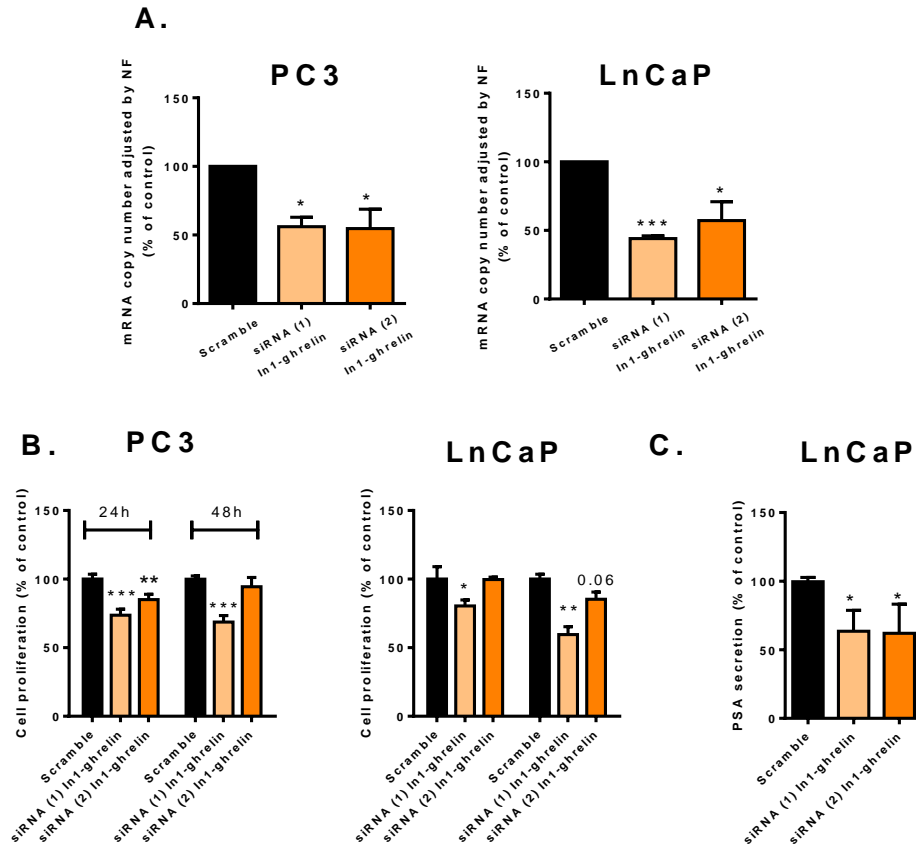 A.
PC3
mRNA copy number adjusted by NF
(% of control)
150
100
50
0
*
*
Scramble
siRNA (1)
In1-ghrelin
siRNA (2)
In1-ghrelin
LnCaP
mRNA copy number adjusted by NF
(% of control)
150
100
50
0
***
*
Scramble
siRNA (1)
In1-ghrelin
siRNA (2)
In1-ghrelin
B.
PC3
Cell proliferation (% of control)
150
100
50
0
24h
48h
***
**
***
Scramble
siRNA (1) In1-ghrelin
siRNA (2) In1-ghrelin
Scramble
siRNA (1) In1-ghrelin
siRNA (2) In1-ghrelin
LnCaP
Cell proliferation (% of control)
150
100
50
0
*
**
0.06
Scramble
siRNA (1) In1-ghrelin
siRNA (2) In1-ghrelin
Scramble
siRNA (1) In1-ghrelin
siRNA (2) In1-ghrelin
C.
LnCaP
PSA secretion (% of control)
150
100
50
0
*
*
Scramble
siRNA (1) In1-ghrelin
siRNA (2) In1-ghrelin